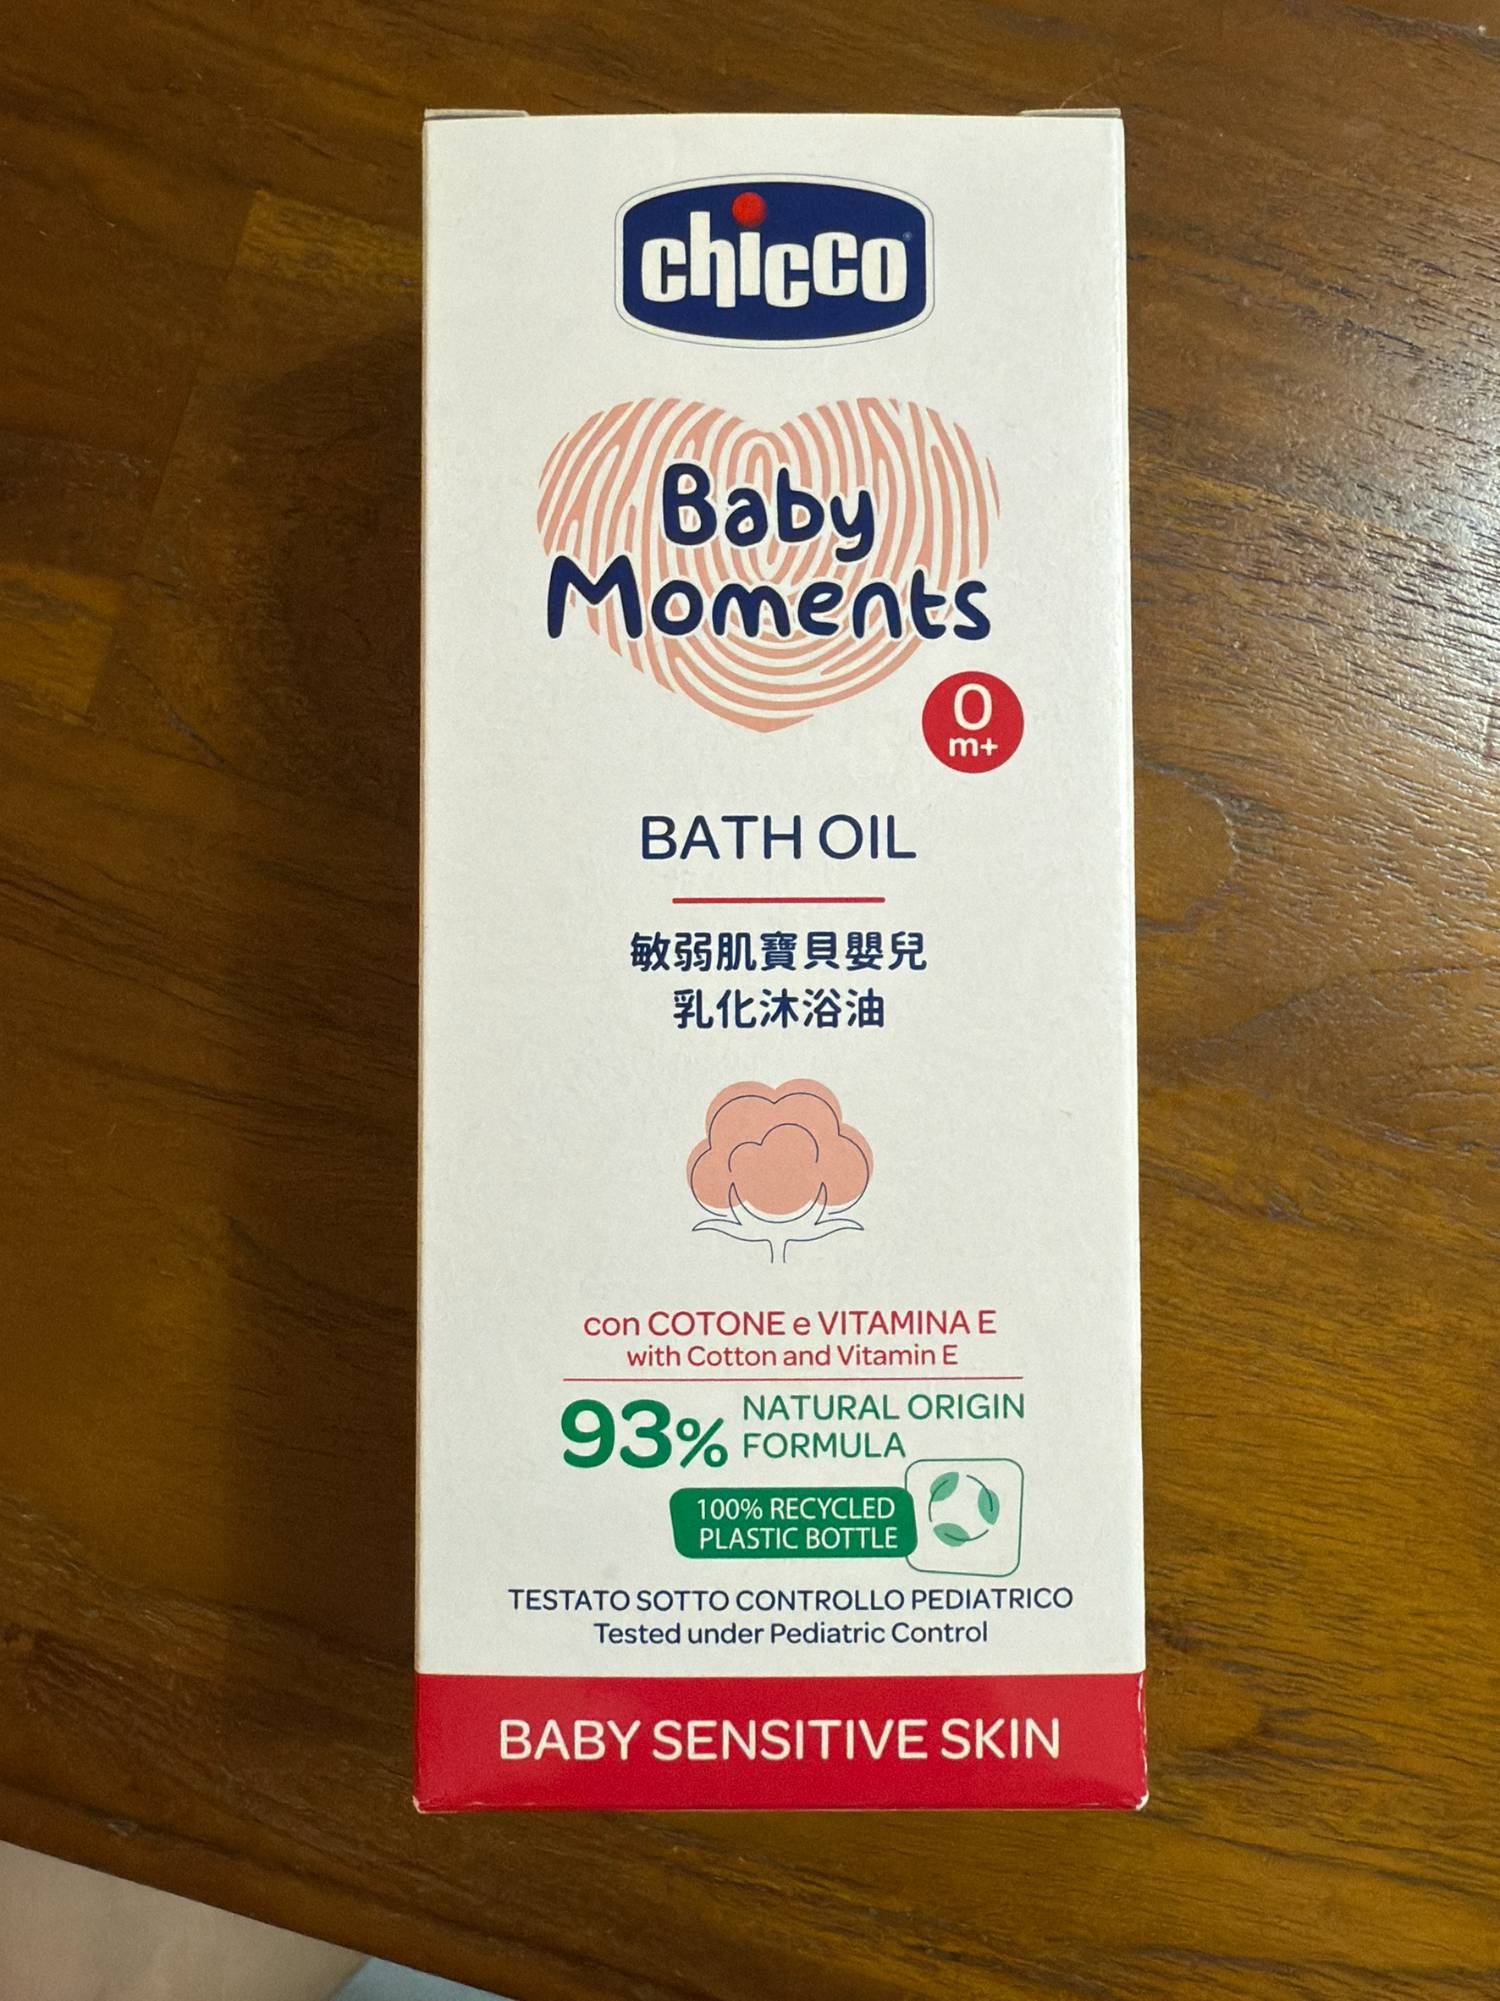 chicco
Baby
Moments
0
m+
BATH OIL
敏弱肌寶貝嬰兒
乳化沐浴油
con COTONE e VITAMINA E
with Cotton and Vitamin E
93% NATURAL ORIGIN
FORMULA
100% RECYCLED
PLASTIC BOTTLE
TESTATO SOTTO CONTROLLO PEDIATRICO
Tested under Pediatric Control
BABY SENSITIVE SKIN